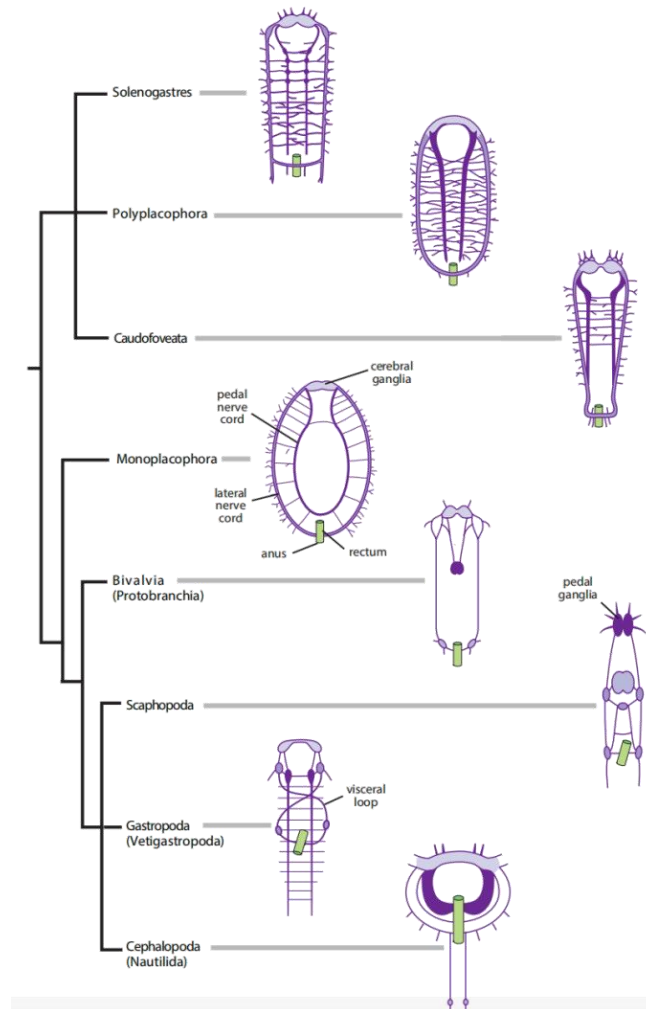 Solenogastres
Polyplacophora
Caudofoveata
cerebral
ganglia
pedal
nerve
cord
Monoplacophora
lateral
nerve
cord
anus
rectum
Bivalvia
(Protobranchia)
pedal
ganglia
Scaphopoda
visceral
loop
Gastropoda
(Vetigastropoda)
Cephalopoda
(Nautilida)